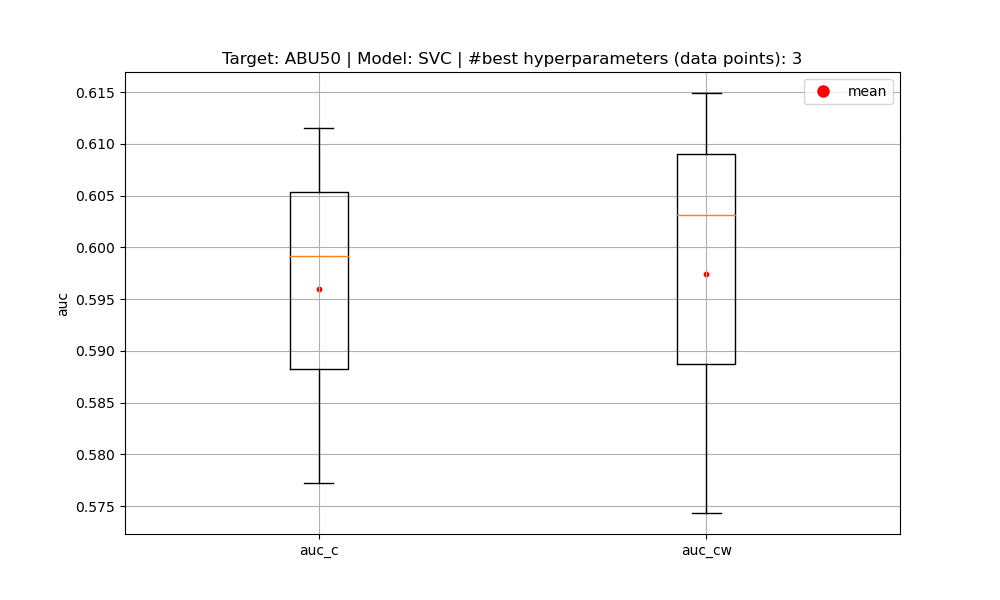 Target: ABU50 | Model: SVC | #best hyperparameters (data points): 3
mean
0.615
0.610
0.605
0.600
0.595
0.590
0.585
0.580
0.575
auc
auc_c
auc_cw